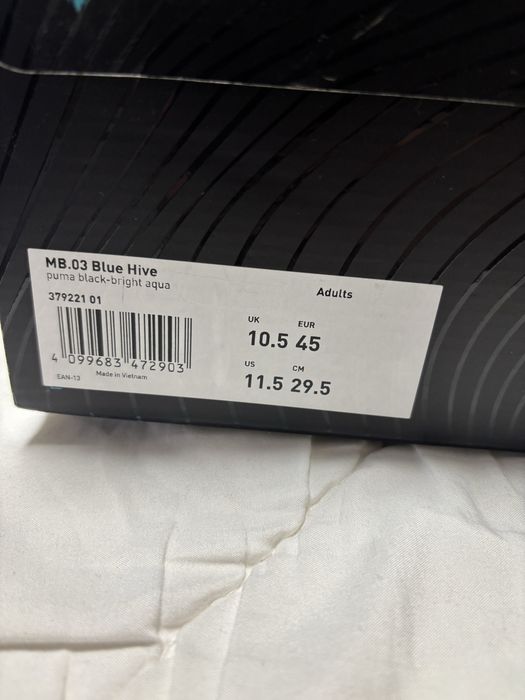 MB.03 Blue Hive
puma black-bright aqua
379221 01
Adults
UK EUR
10.5 45
US CM
11.5 29.5
4 099683 472903
EAN-13 Made in Vietnam